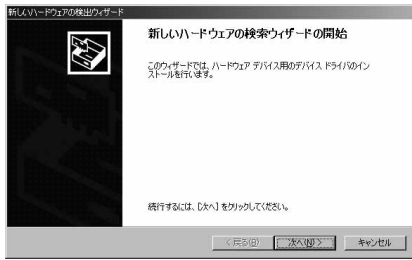 新しいハードウェアの検出ウィザード
新しいハードウェアの検索ウィザードの開始
このウィザードでは、ハードウェア デバイス用のデバイス ドライバのイン
ストールを行います。
続行するには、[次へ] をクリックしてください。
< 戻る(B) 次へ(N) > キャンセル